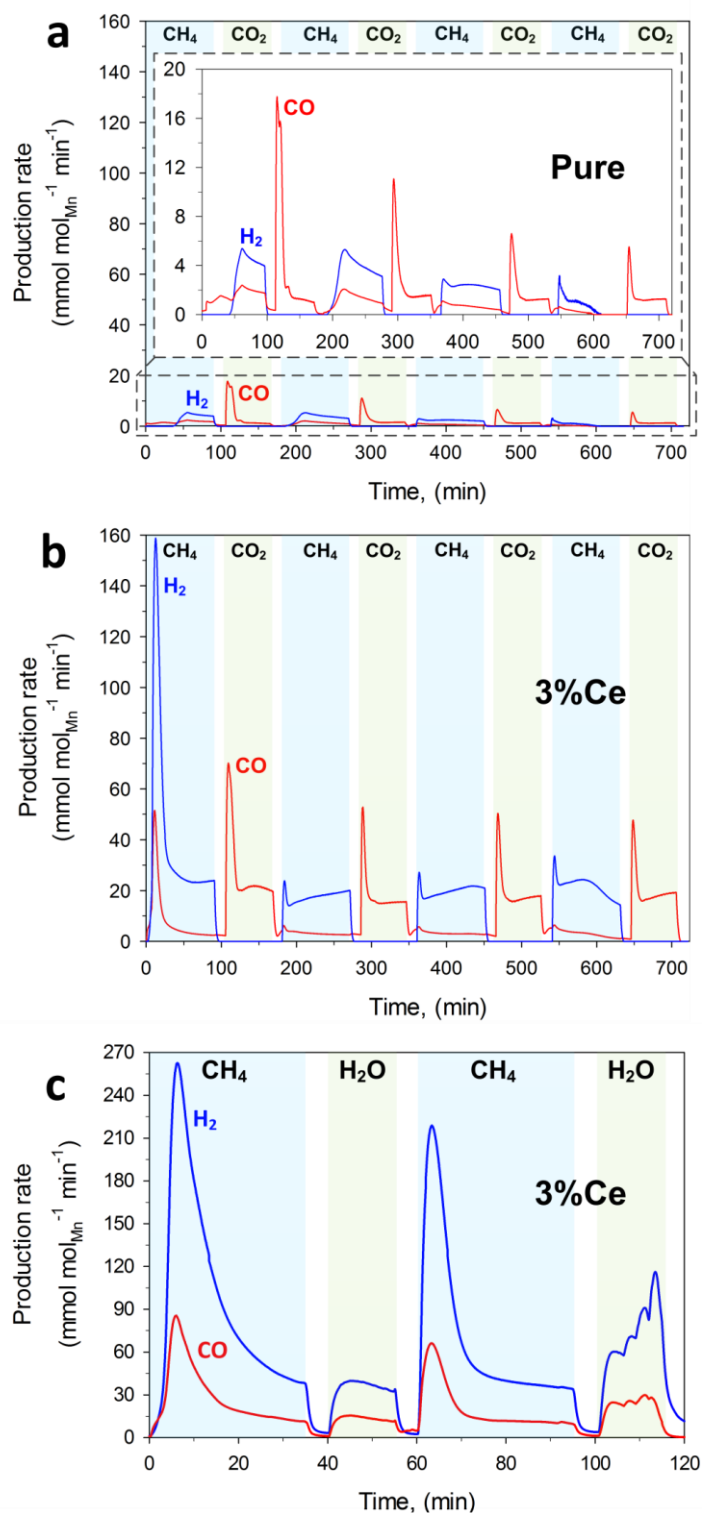 a
CH₄ CO₂ CH₄ CO₂ CH₄ CO₂ CH₄ CO₂
160
140
120
100
80
60
40
20
0
Production rate
(mmol molMn⁻¹ min⁻¹)
20
16
12
8
4
0
CO
H₂
Pure
0 100 200 300 400 500 600 700
H₂ CO
0 100 200 300 400 500 600 700
Time, (min)
b
CH₄ CO₂ CH₄ CO₂ CH₄ CO₂ CH₄ CO₂
160
140
120
100
80
60
40
20
0
Production rate
(mmol molMn⁻¹ min⁻¹)
H₂
3%Ce
CO
0 100 200 300 400 500 600 700
Time, (min)
c
CH₄ H₂O CH₄ H₂O
270
240
210
180
150
120
90
60
30
0
Production rate
(mmol molMn⁻¹ min⁻¹)
H₂
3%Ce
CO
0 20 40 60 80 100 120
Time, (min)